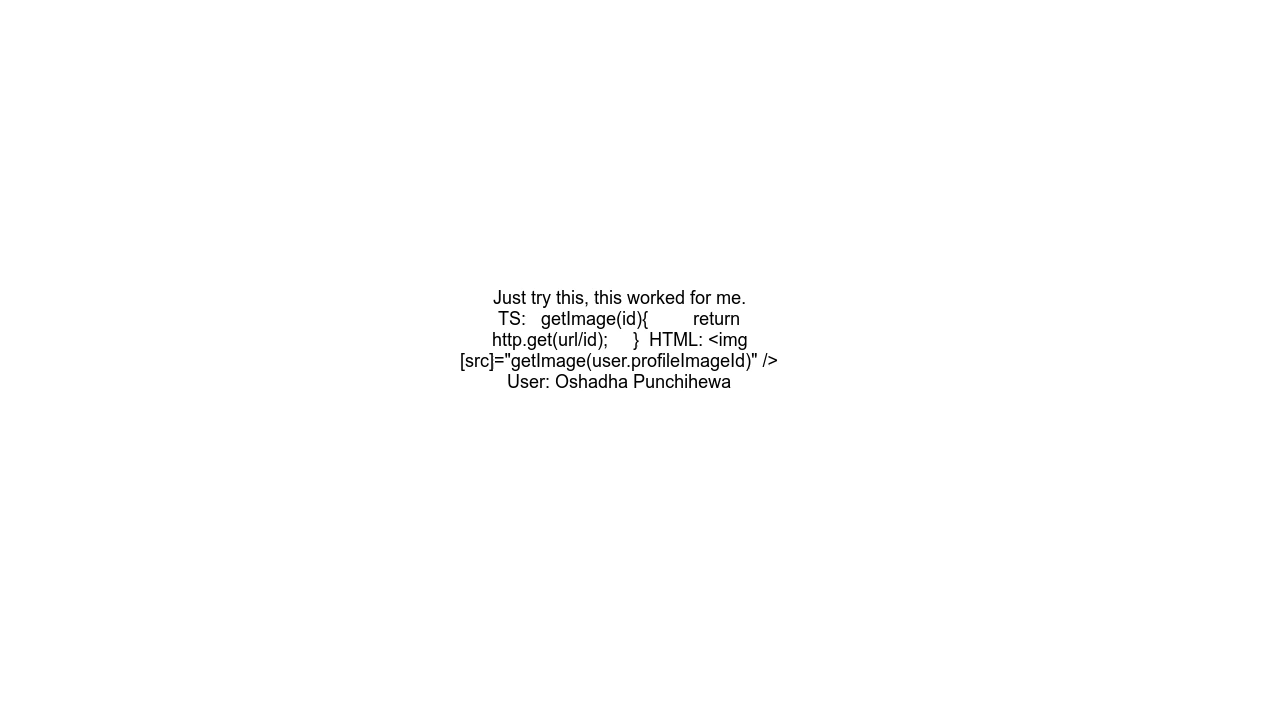 Just try this, this worked for me.
TS:   getImage(id){         return
http.get(url/id);     }  HTML: <img
[src]="getImage(user.profileImageId)" />
User: Oshadha Punchihewa